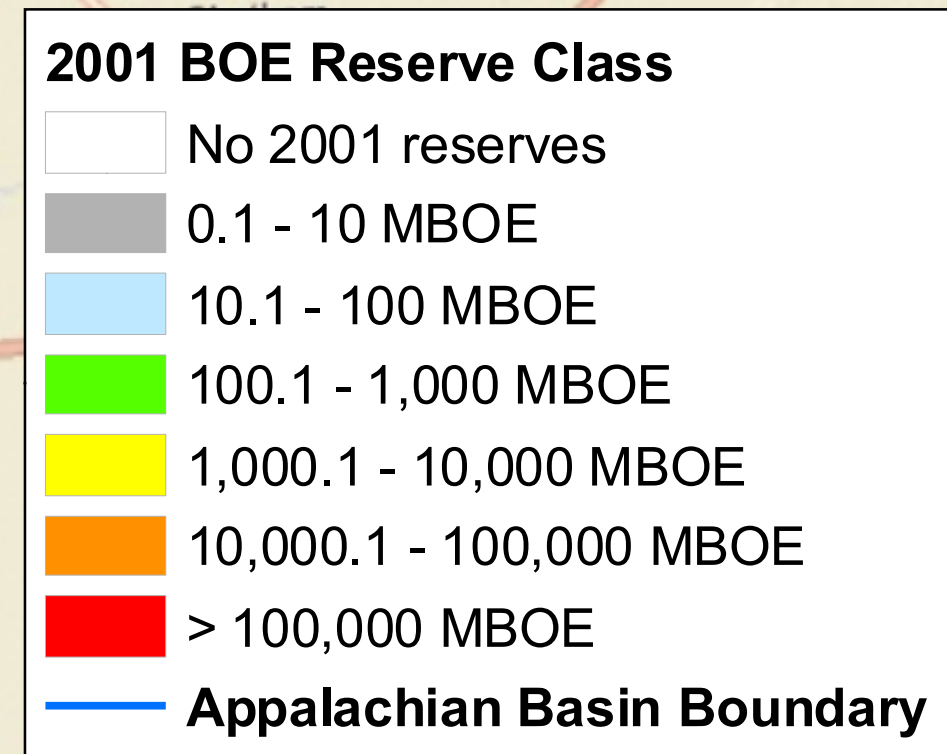 2001 BOE Reserve Class
No 2001 reserves
0.1 - 10 MBOE
10.1 - 100 MBOE
100.1 - 1,000 MBOE
1,000.1 - 10,000 MBOE
10,000.1 - 100,000 MBOE
> 100,000 MBOE
Appalachian Basin Boundary